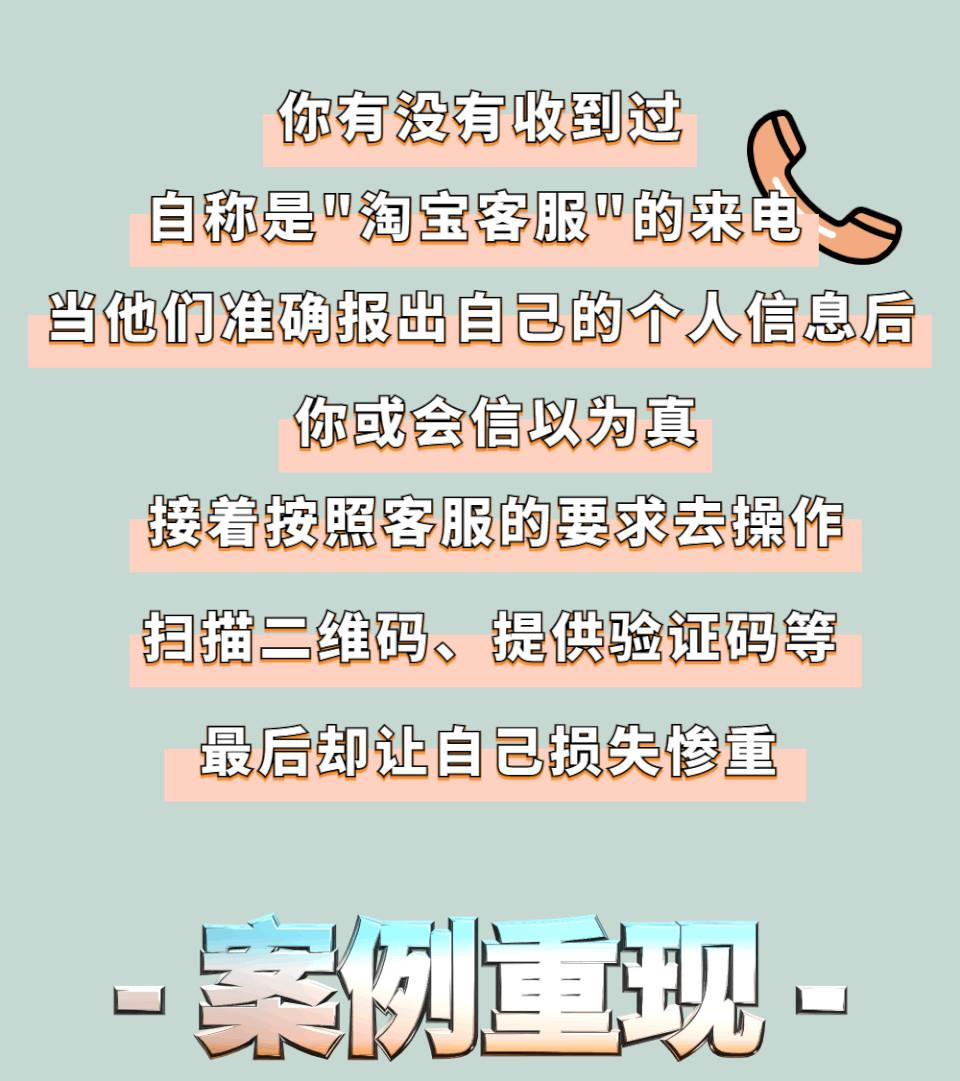 你有没有收到过
自称是"淘宝客服"的来电
当他们准确报出自己的个人信息后
你或会信以为真
接着按照客服的要求去操作
扫描二维码、提供验证码等
最后却让自己损失惨重
- 案例重现 -